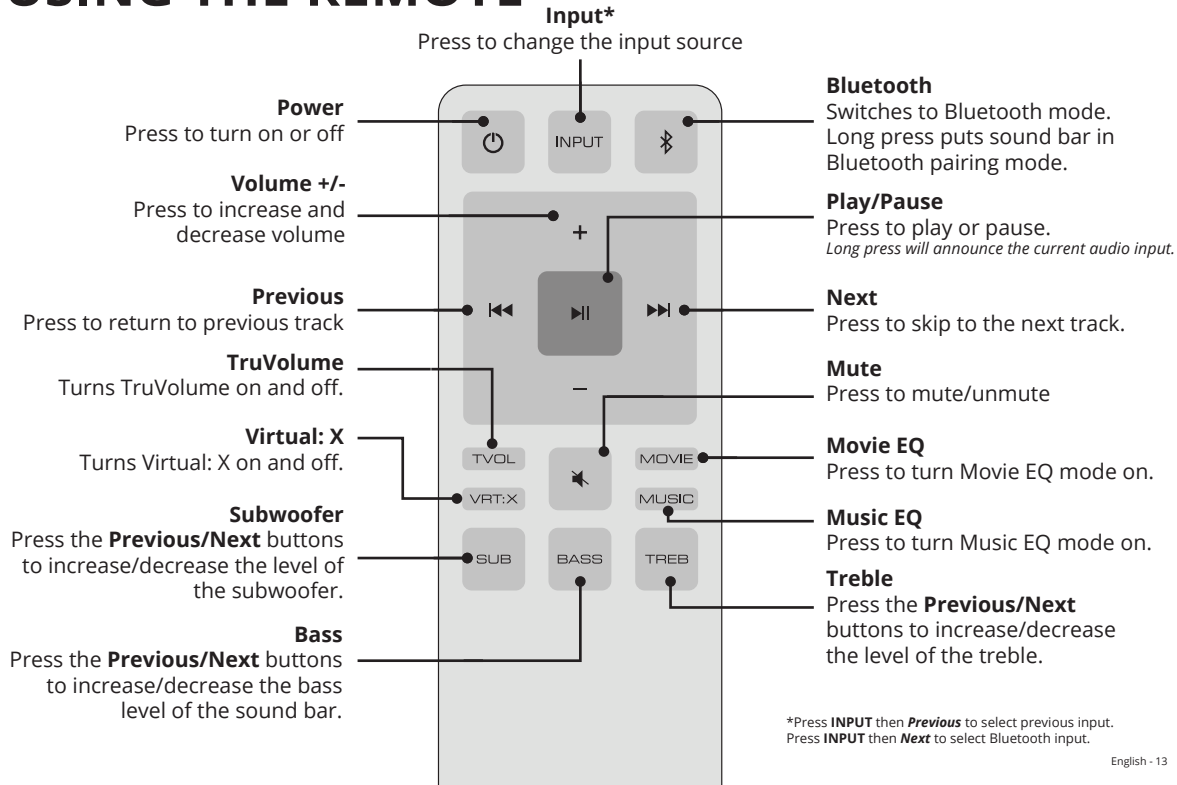 USING THE REMOTE
Input*
Press to change the input source
Power
Press to turn on or off
Volume +/-
Press to increase and
decrease volume
Previous
Press to return to previous track
TruVolume
Turns TruVolume on and off.
Virtual: X
Turns Virtual: X on and off.
Subwoofer
Press the Previous/Next buttons
to increase/decrease the level of
the subwoofer.
Bass
Press the Previous/Next buttons
to increase/decrease the bass
level of the sound bar.
INPUT
+
−
TVOL
MOVIE
VRT:X
MUSIC
SUB
BASS
TREB
Bluetooth
Switches to Bluetooth mode.
Long press puts sound bar in
Bluetooth pairing mode.
Play/Pause
Press to play or pause.
Long press will announce the current audio input.
Next
Press to skip to the next track.
Mute
Press to mute/unmute
Movie EQ
Press to turn Movie EQ mode on.
Music EQ
Press to turn Music EQ mode on.
Treble
Press the Previous/Next
buttons to increase/decrease
the level of the treble.
*Press INPUT then Previous to select previous input.
Press INPUT then Next to select Bluetooth input.
English - 13